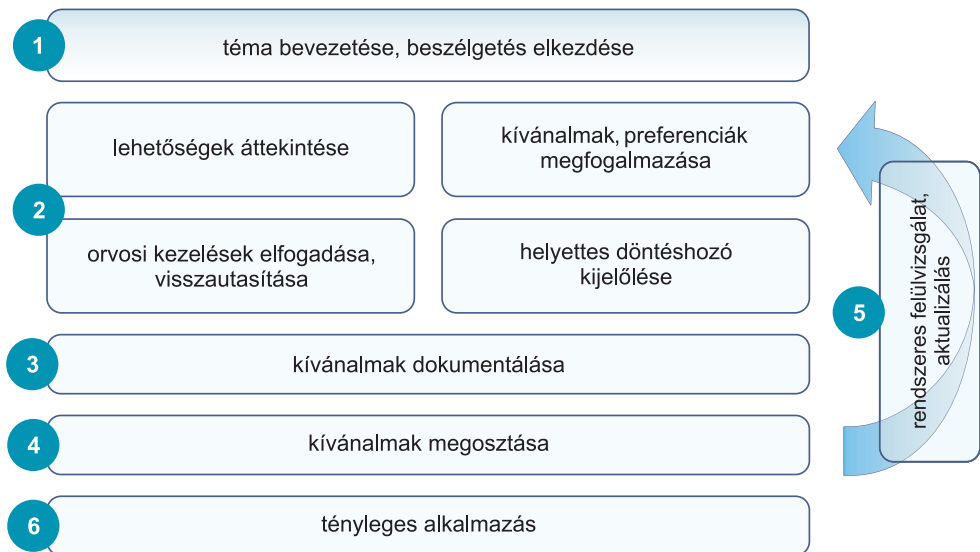 1
téma bevezetése, beszélgetés elkezdése
2
lehetőségek áttekintése
kívánalmak, preferenciák
megfogalmazása
orvosi kezelések elfogadása,
visszautasítása
helyettes döntéshozó
kijelölése
3
kívánalmak dokumentálása
4
kívánalmak megosztása
5
rendszeres felülvizsgálat,
aktualizálás
6
tényleges alkalmazás